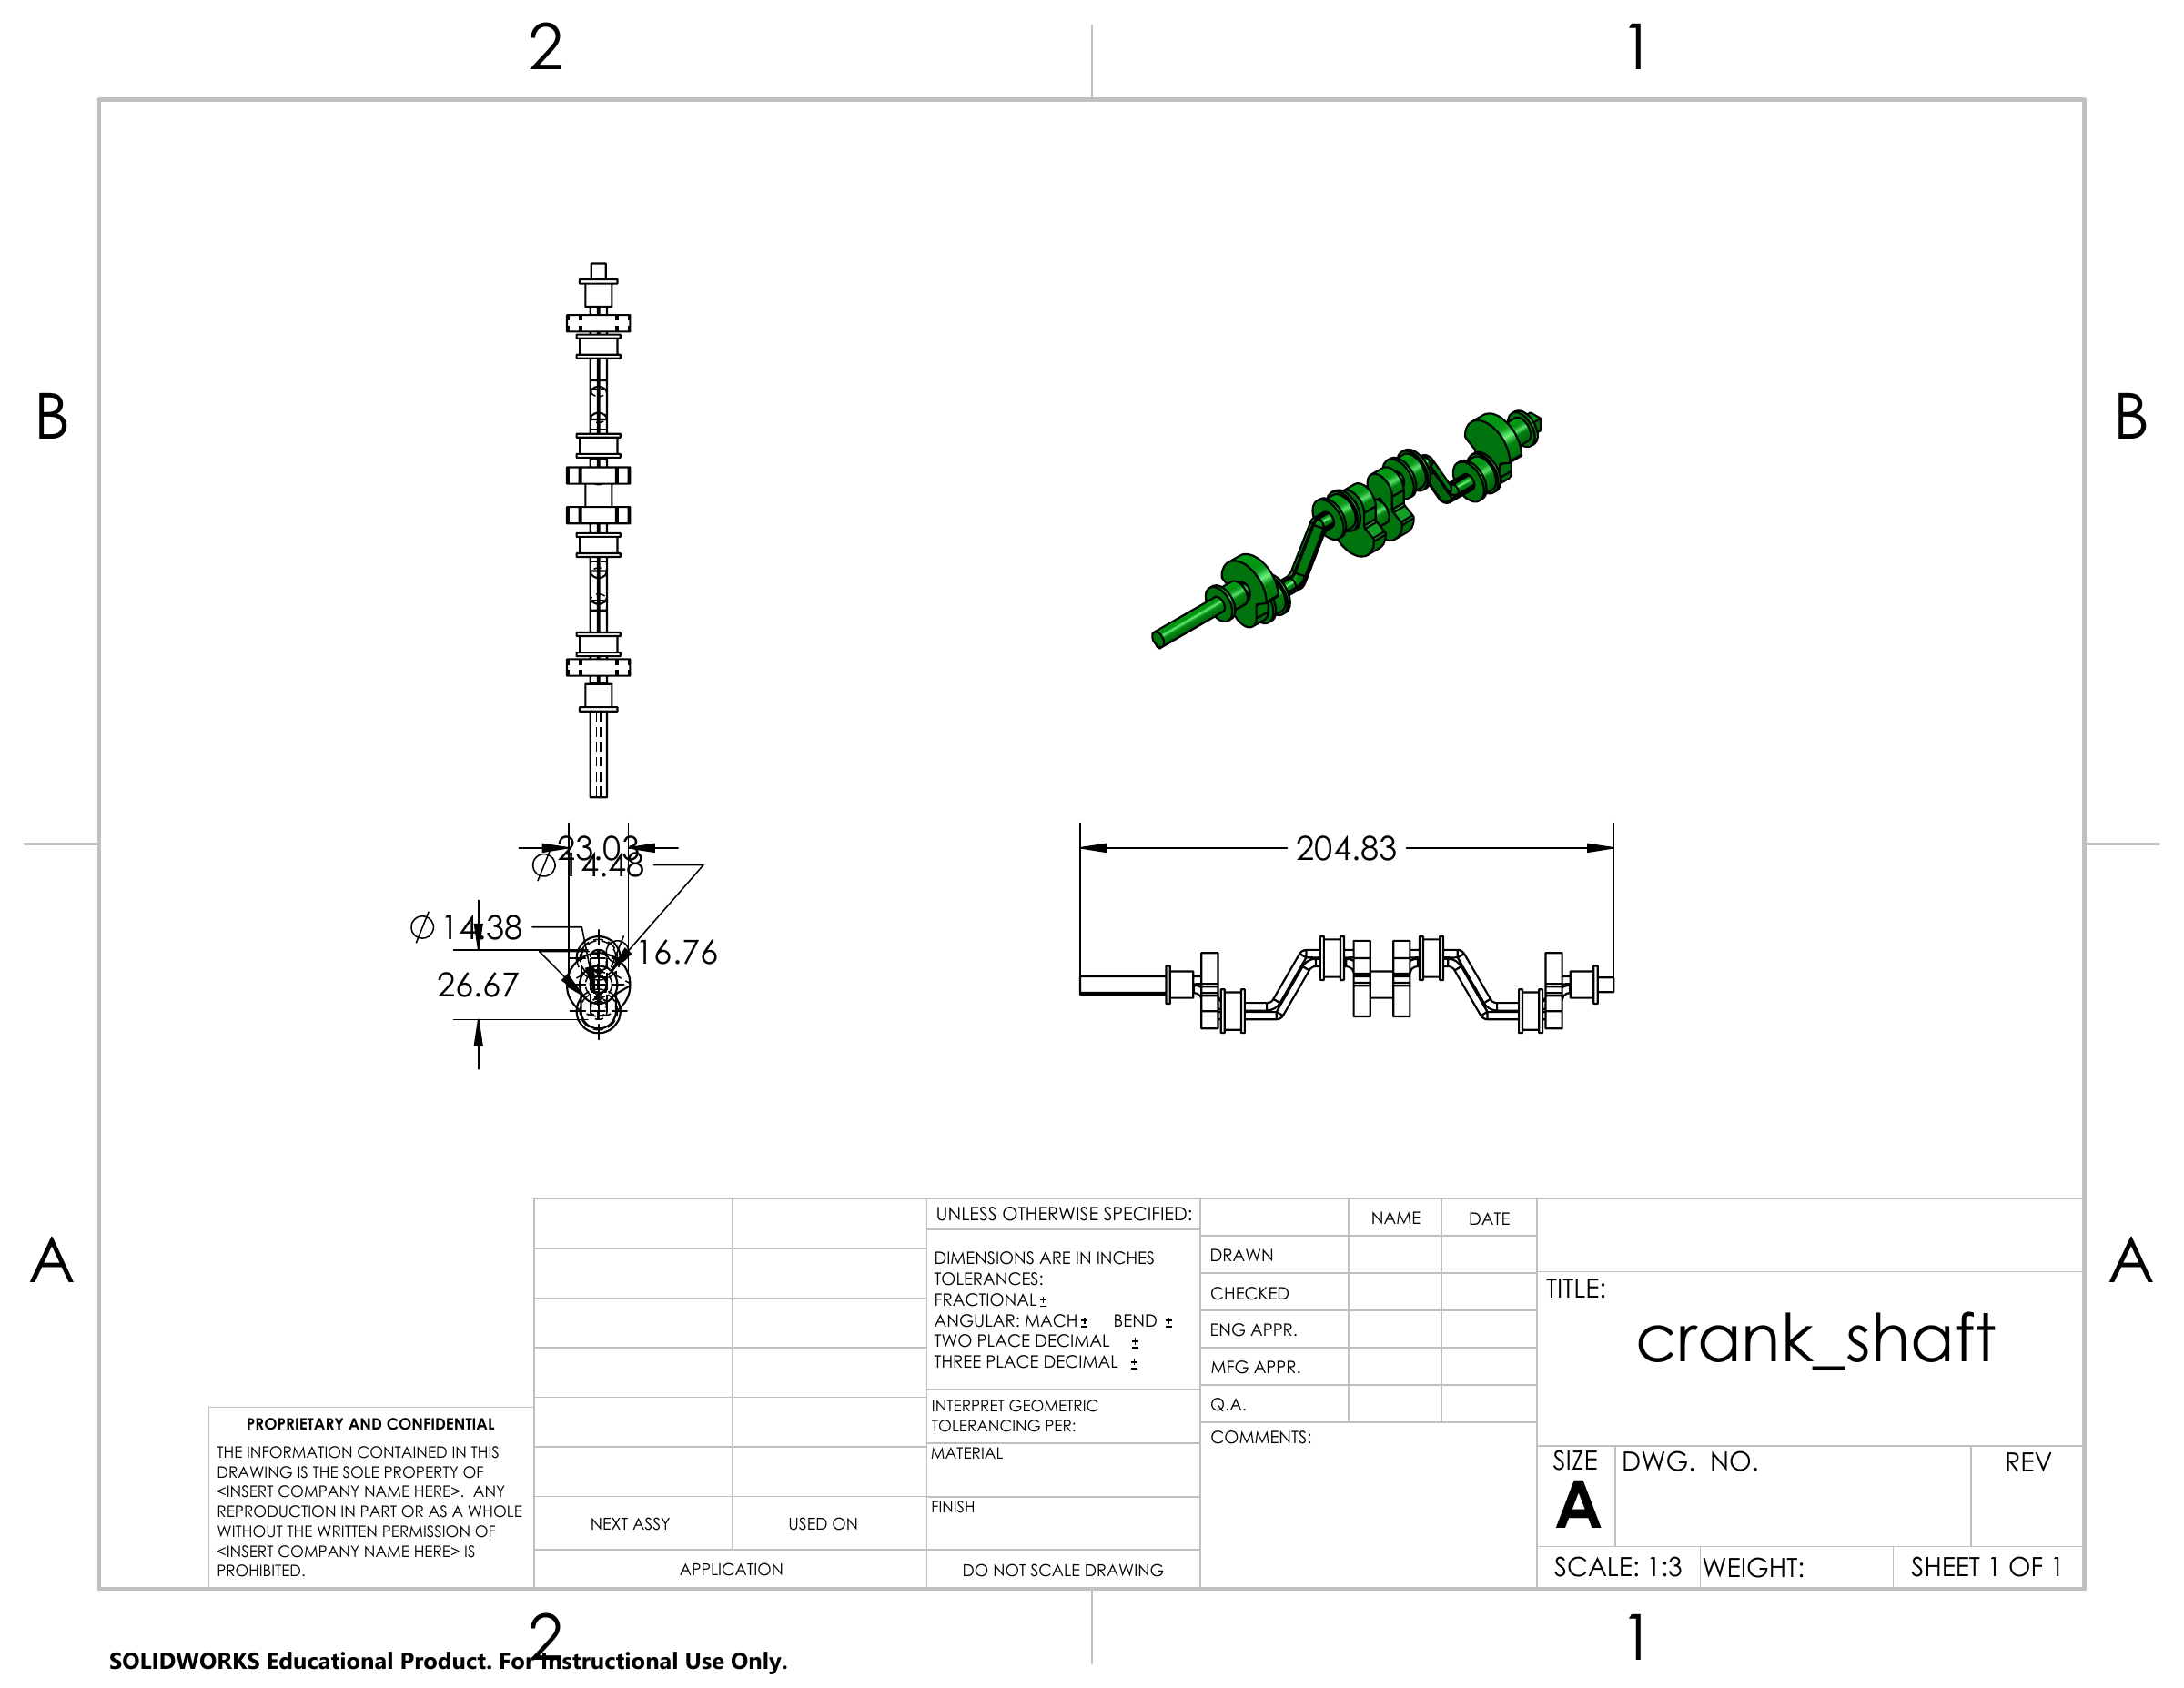 2
1
B
B
23.03
∅14.48
204.83
∅14.38
∅16.76
26.67
A
A
UNLESS OTHERWISE SPECIFIED:
NAME
DATE
DIMENSIONS ARE IN INCHES
TOLERANCES:
FRACTIONAL±
ANGULAR: MACH± BEND ±
TWO PLACE DECIMAL ±
THREE PLACE DECIMAL ±
DRAWN
CHECKED
ENG APPR.
MFG APPR.
Q.A.
COMMENTS:
TITLE:
crank_shaft
INTERPRET GEOMETRIC
TOLERANCING PER:
MATERIAL
FINISH
DO NOT SCALE DRAWING
PROPRIETARY AND CONFIDENTIAL
THE INFORMATION CONTAINED IN THIS
DRAWING IS THE SOLE PROPERTY OF
<INSERT COMPANY NAME HERE>. ANY
REPRODUCTION IN PART OR AS A WHOLE
WITHOUT THE WRITTEN PERMISSION OF
<INSERT COMPANY NAME HERE> IS
PROHIBITED.
NEXT ASSY
USED ON
APPLICATION
SIZE
A
DWG. NO.
REV
SCALE: 1:3
WEIGHT:
SHEET 1 OF 1
2
1
SOLIDWORKS Educational Product. For Instructional Use Only.